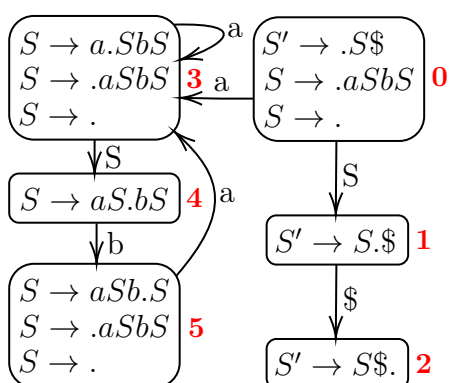 S → a.SbS
S → .aSbS
S → .
3
a
a
S' → .S$
S → .aSbS
S → .
0
S
S → aS.bS
4
b
a
S → aSb.S
S → .aSbS
S → .
5
S
S' → S.$
1
$
S' → S$.
2